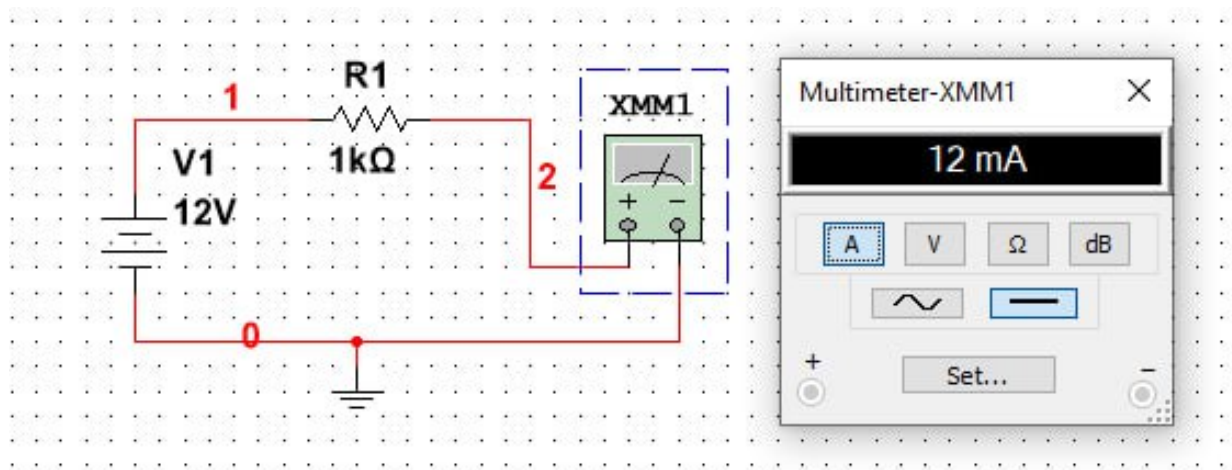 R1
1
1kΩ
V1
12V
2
0
XMM1
+ −
Multimeter-XMM1
12 mA
A V Ω dB
+ Set... −